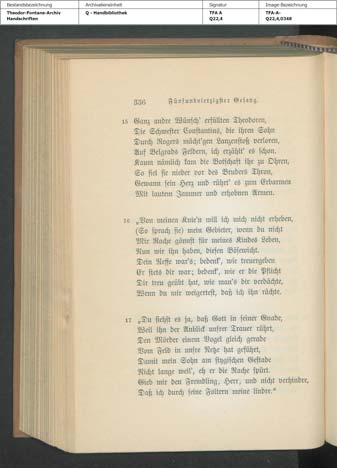 Bestandsbezeichnung Archivalieneinheit Signatur Image-Bezeichnung
Theodor-Fontane-Archiv Q - Handbibliothek TFA A TFA-A-
Handschriften Q22,4 Q22,4,0348
336 Fünfundvierzigster Gesang.
15 Ganz andre Wünsch' erfüllten Theodoren,
Die Schwester Constantins, die ihren Sohn
Durch Rogers mächt'gen Lanzenstoß verloren,
Auf Belgrads Feldern, ich erzählt' es schon.
Kaum nämlich kam die Botschaft ihr zu Ohren,
So fiel sie nieder vor des Bruders Thron,
Gewann sein Herz und rührt' es zum Erbarmen
Mit lautem Jammer und erhobnen Armen.
16 „Von meinen Knie'n will ich mich nicht erheben,
(So sprach sie) mein Gebieter, wenn du nicht
Mir Rache gönnst für meines Kindes Leben,
Nun wir ihn haben, diesen Bösewicht.
Dein Neffe war's; bedenk', wie treuergeben
Er stets dir war; bedenk', wie er die Pflicht
Dir treu geübt hat, wie man's dir verdächte,
Wenn du mir weigertest, daß ich ihn rächte.
17 „Du siehst es ja, daß Gott in seiner Gnade,
Weil ihn der Anblick unsrer Trauer rührt,
Den Mörder einem Vogel gleich gerade
Vom Feld in unsre Netze hat geführt,
Damit mein Sohn am stygischen Gestade
Nicht lange weil', eh er die Rache spürt.
Gieb mir den Fremdling, Herr, und nicht verhindre,
Daß ich durch seine Foltern meine lindre."